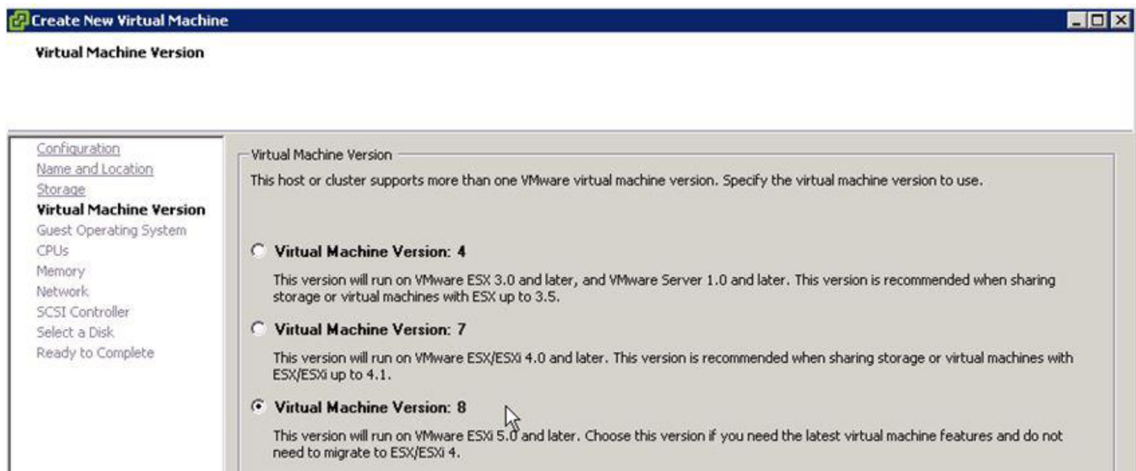 Create New Virtual Machine
Virtual Machine Version
Configuration
Name and Location
Storage
Virtual Machine Version
Guest Operating System
CPUs
Memory
Network
SCSI Controller
Select a Disk
Ready to Complete
Virtual Machine Version
This host or cluster supports more than one VMware virtual machine version. Specify the virtual machine version to use.
Virtual Machine Version: 4
This version will run on VMware ESX 3.0 and later, and VMware Server 1.0 and later. This version is recommended when sharing
storage or virtual machines with ESX up to 3.5.
Virtual Machine Version: 7
This version will run on VMware ESX/ESXi 4.0 and later. This version is recommended when sharing storage or virtual machines with
ESX/ESXi up to 4.1.
Virtual Machine Version: 8
This version will run on VMware ESXi 5.0 and later. Choose this version if you need the latest virtual machine features and do not
need to migrate to ESX/ESXi 4.